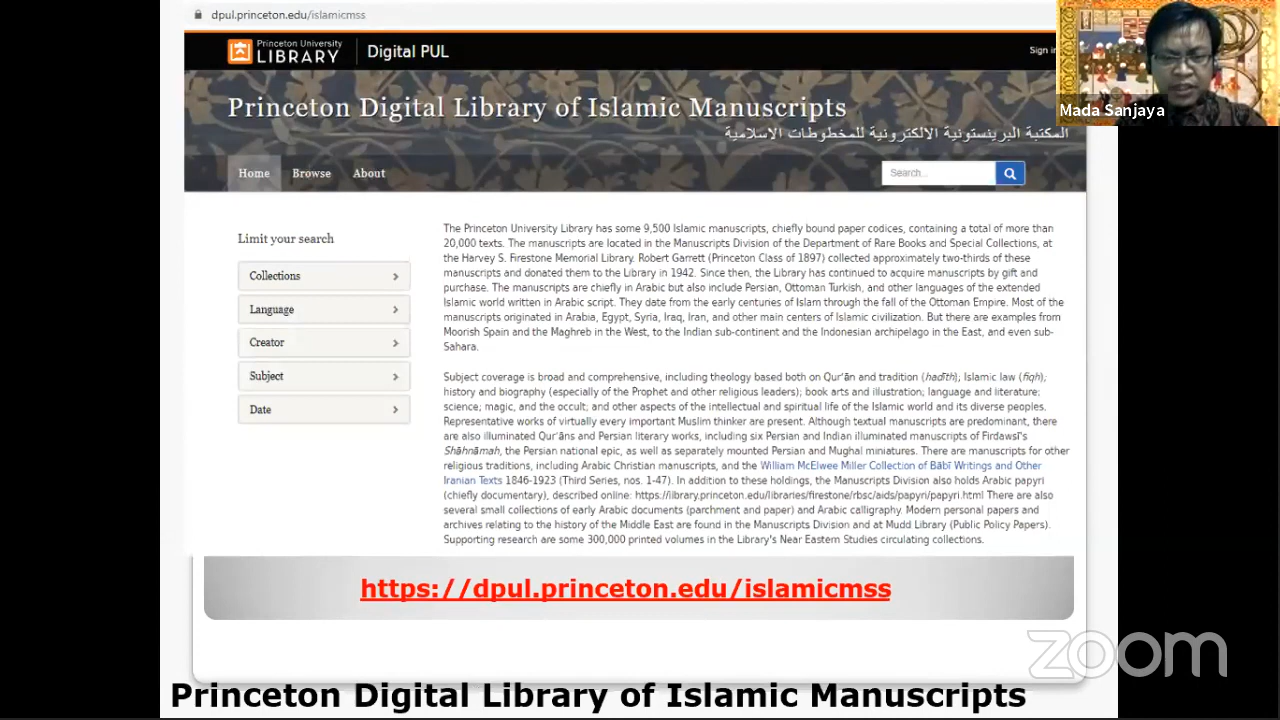 dpul.princeton.edu/islamicmss
Princeton University
LIBRARY
Digital PUL
Sign in
Mada Sanjaya
Princeton Digital Library of Islamic Manuscripts
المكتبة البرينستونية الالكترونية للمخطوطات الاسلامية
Home
Browse
About
Search...
Limit your search
Collections
Language
Creator
Subject
Date
The Princeton University Library has some 9,500 Islamic manuscripts, chiefly bound paper codices, containing a total of more than
20,000 texts. The manuscripts are located in the Manuscripts Division of the Department of Rare Books and Special Collections, at
the Harvey S. Firestone Memorial Library. Robert Garrett (Princeton Class of 1897) collected approximately two-thirds of these
manuscripts and donated them to the Library in 1942. Since then, the Library has continued to acquire manuscripts by gift and
purchase. The manuscripts are chiefly in Arabic but also include Persian, Ottoman Turkish, and other languages of the extended
Islamic world written in Arabic script. They date from the early centuries of Islam through the fall of the Ottoman Empire. Most of the
manuscripts originated in Arabia, Egypt, Syria, Iraq, Iran, and other main centers of Islamic civilization. But there are examples from
Moorish Spain and the Maghreb in the West, to the Indian sub-continent and the Indonesian archipelago in the East, and even sub-
Sahara.
Subject coverage is broad and comprehensive, including theology based both on Qur'ān and tradition (hadīth); Islamic law (fiqh);
history and biography (especially of the Prophet and other religious leaders); book arts and illustration; language and literature;
science; magic, and the occult; and other aspects of the intellectual and spiritual life of the Islamic world and its diverse peoples.
Representative works of virtually every important Muslim thinker are present. Although textual manuscripts are predominant, there
are also illuminated Qur'āns and Persian literary works, including six Persian and Indian illuminated manuscripts of Firdawsī's
Shāhnāmah, the Persian national epic, as well as separately mounted Persian and Mughal miniatures. There are manuscripts for other
religious traditions, including Arabic Christian manuscripts, and the William McElwee Miller Collection of Bābī Writings and Other
Iranian Texts 1846-1923 (Third Series, nos. 1-47). In addition to these holdings, the Manuscripts Division also holds Arabic papyri
(chiefly documentary), described online: https://library.princeton.edu/libraries/firestone/rbsc/aids/papyri/papyri.html There are also
several small collections of early Arabic documents (parchment and paper) and Arabic calligraphy. Modern personal papers and
archives relating to the history of the Middle East are found in the Manuscripts Division and at Mudd Library (Public Policy Papers).
Supporting research are some 300,000 printed volumes in the Library's Near Eastern Studies circulating collections.
https://dpul.princeton.edu/islamicmss
zoom
Princeton Digital Library of Islamic Manuscripts